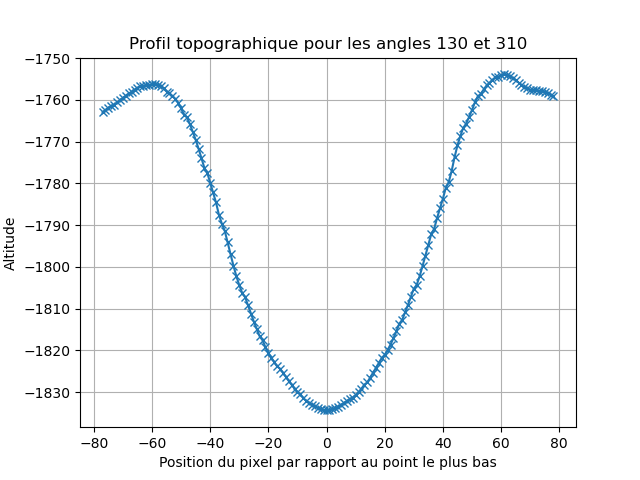 Profil topographique pour les angles 130 et 310
−1750
−1760
−1770
−1780
−1790
−1800
−1810
−1820
−1830
Altitude
−80 −60 −40 −20 0 20 40 60 80
Position du pixel par rapport au point le plus bas